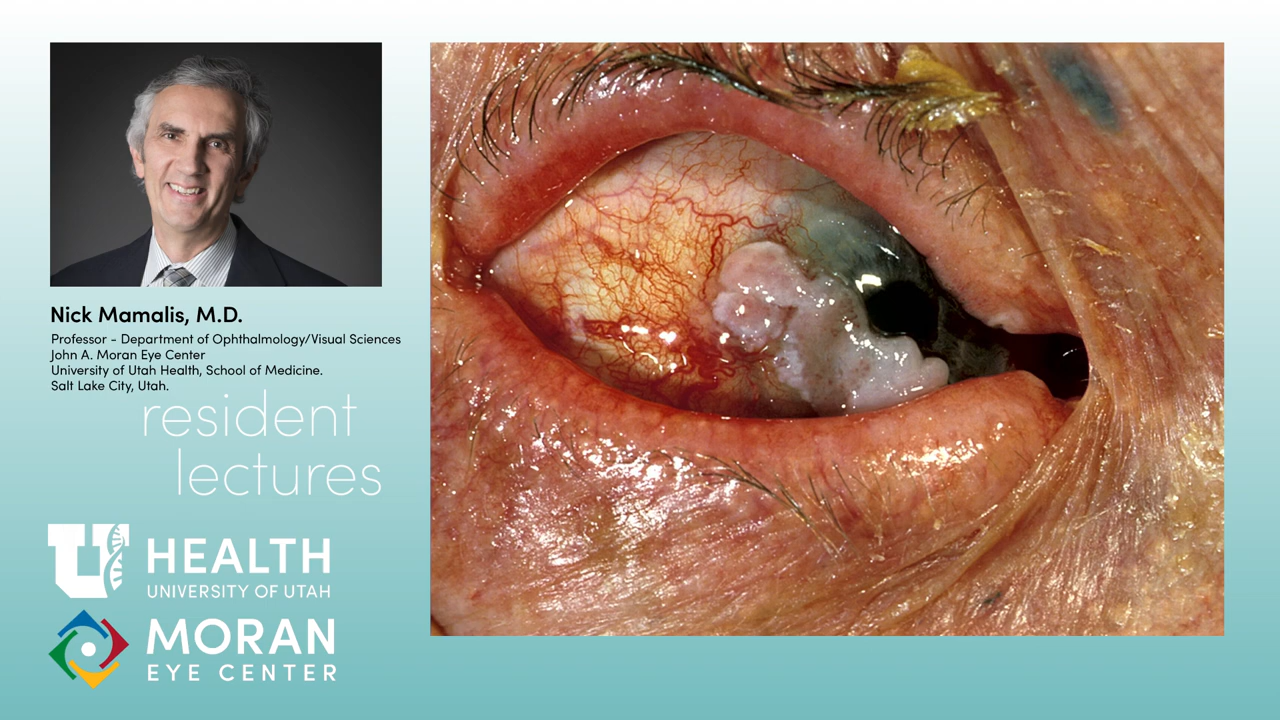 Nick Mamalis, M.D.
Professor - Department of Ophthalmology/Visual Sciences
John A. Moran Eye Center
University of Utah Health, School of Medicine.
Salt Lake City, Utah.
resident
lectures
U HEALTH
UNIVERSITY OF UTAH
MORAN
EYE CENTER